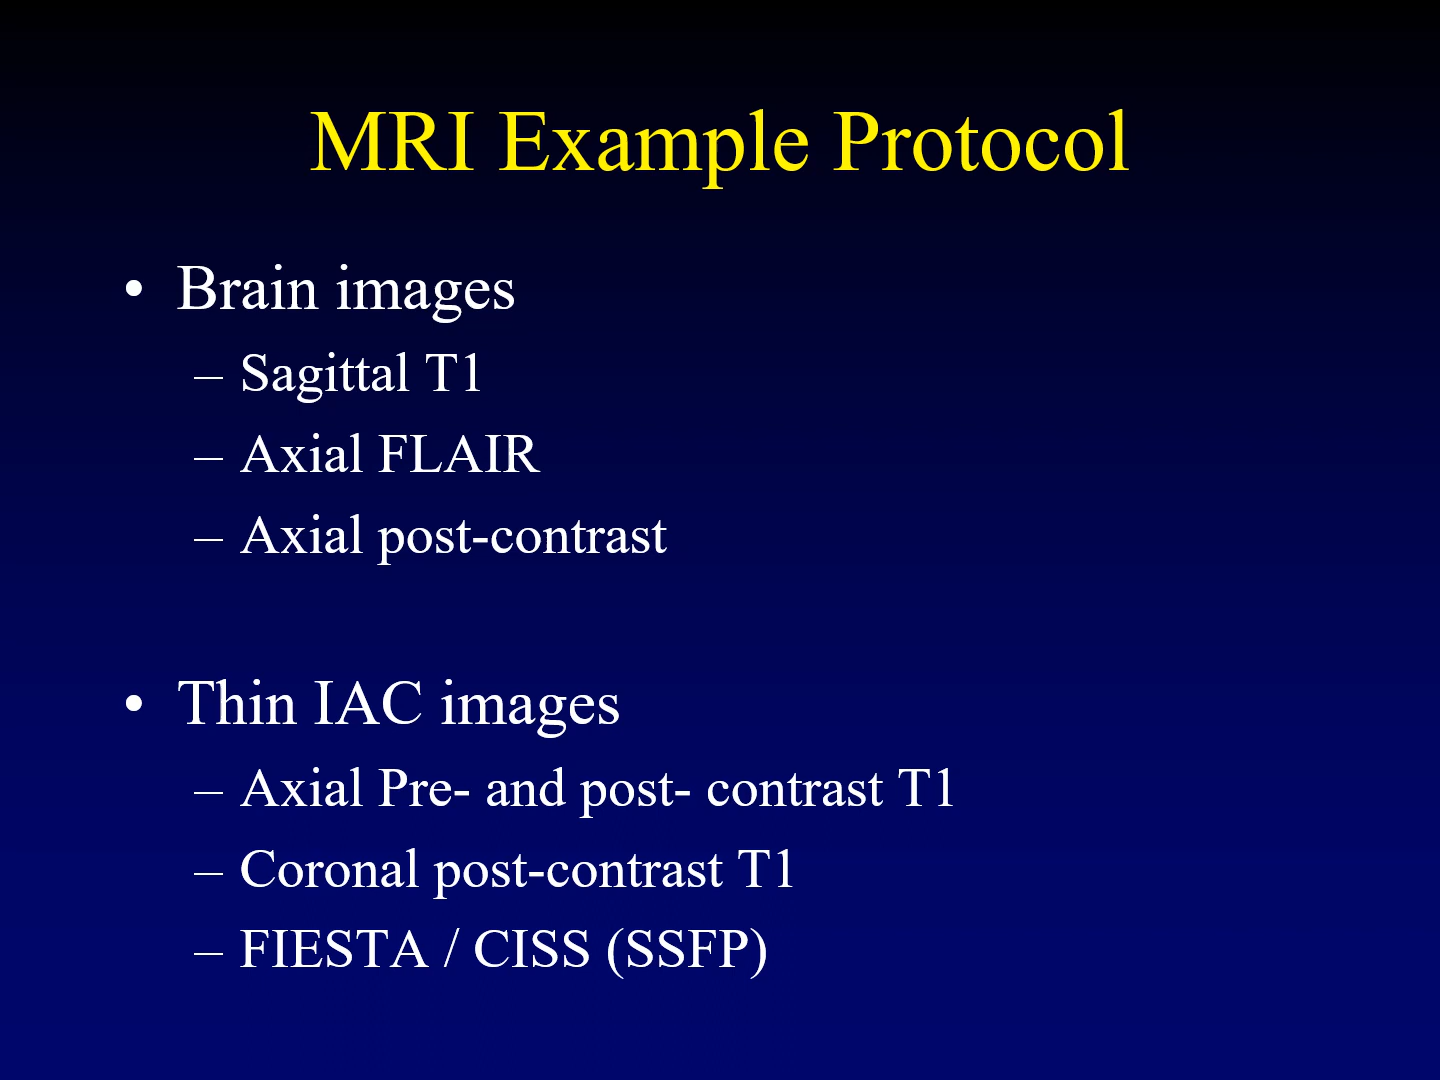 MRI Example Protocol
• Brain images
– Sagittal T1
– Axial FLAIR
– Axial post-contrast
• Thin IAC images
– Axial Pre- and post- contrast T1
– Coronal post-contrast T1
– FIESTA / CISS (SSFP)